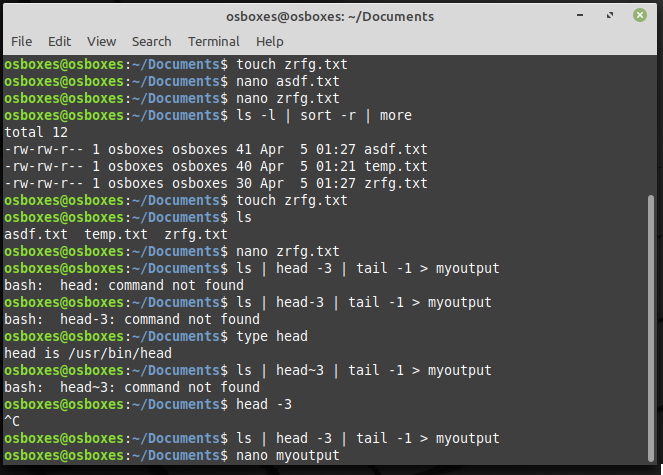 osboxes@osboxes: ~/Documents
File Edit View Search Terminal Help
osboxes@osboxes:~/Documents$ touch zrfg.txt
osboxes@osboxes:~/Documents$ nano asdf.txt
osboxes@osboxes:~/Documents$ nano zrfg.txt
osboxes@osboxes:~/Documents$ ls -l | sort -r | more
total 12
-rw-rw-r-- 1 osboxes osboxes 41 Apr  5 01:27 asdf.txt
-rw-rw-r-- 1 osboxes osboxes 40 Apr  5 01:21 temp.txt
-rw-rw-r-- 1 osboxes osboxes 30 Apr  5 01:27 zrfg.txt
osboxes@osboxes:~/Documents$ touch zrfg.txt
osboxes@osboxes:~/Documents$ ls
asdf.txt  temp.txt  zrfg.txt
osboxes@osboxes:~/Documents$ nano zrfg.txt
osboxes@osboxes:~/Documents$ ls | head -3 | tail -1 > myoutput
bash:  head: command not found
osboxes@osboxes:~/Documents$ ls | head-3 | tail -1 > myoutput
bash:  head-3: command not found
osboxes@osboxes:~/Documents$ type head
head is /usr/bin/head
osboxes@osboxes:~/Documents$ ls | head~3 | tail -1 > myoutput
bash:  head~3: command not found
osboxes@osboxes:~/Documents$ head -3
^C
osboxes@osboxes:~/Documents$ ls | head -3 | tail -1 > myoutput
osboxes@osboxes:~/Documents$ nano myoutput